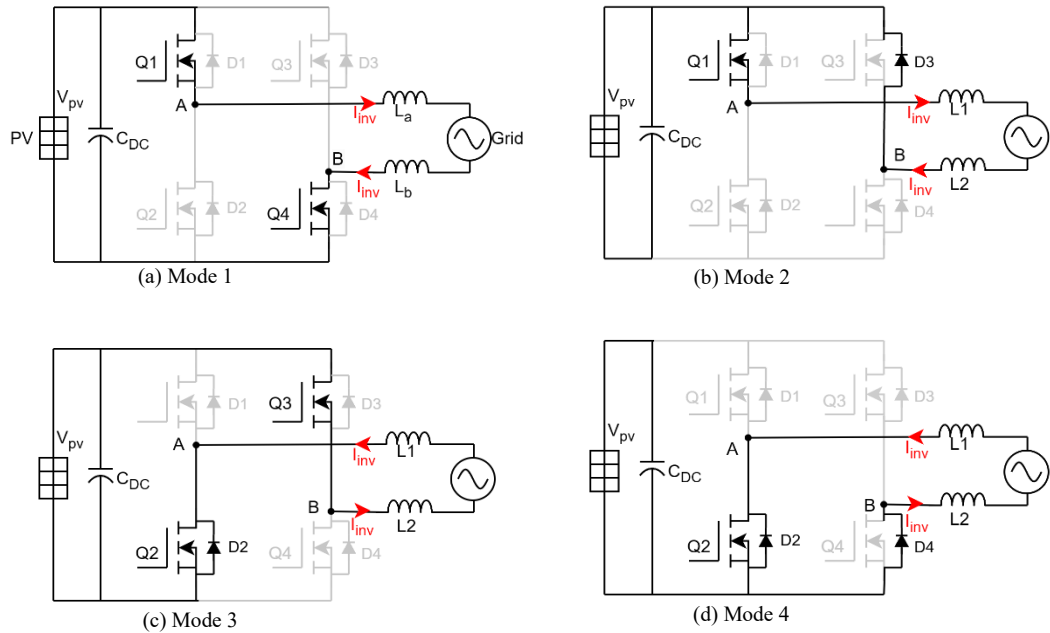 Q1 D1 Q3 D3
V_pv A I_inv L_a
PV C_DC Grid
B I_inv L_b
Q2 D2 Q4 D4
(a) Mode 1
Q1 D1 Q3 D3
V_pv A I_inv L1
C_DC
B I_inv L2
Q2 D2 Q4 D4
(b) Mode 2
D1 Q3 D3
V_pv A I_inv L1
C_DC
B I_inv L2
Q2 D2 Q4 D4
(c) Mode 3
Q1 D1 Q3 D3
V_pv A I_inv L1
C_DC
B I_inv L2
Q2 D2 Q4 D4
(d) Mode 4